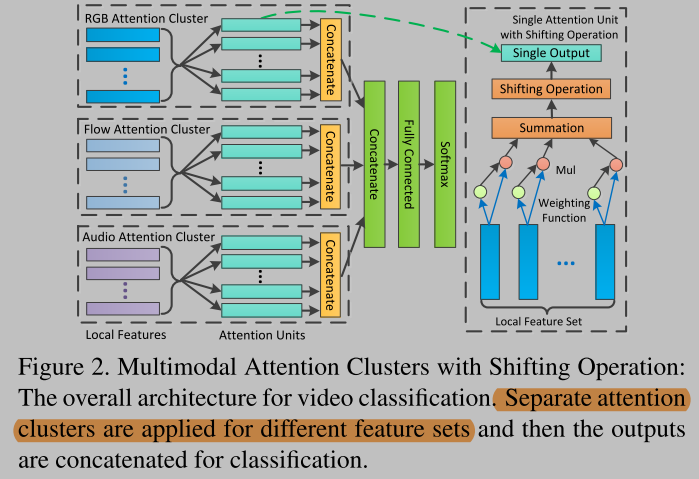 RGB Attention Cluster
Concatenate
Flow Attention Cluster
Concatenate
Audio Attention Cluster
Concatenate
Local Features
Attention Units
Concatenate
Fully Connected
Softmax
Single Attention Unit
with Shifting Operation
Single Output
Shifting Operation
Summation
Mul
Weighting
Function
Local Feature Set
Figure 2. Multimodal Attention Clusters with Shifting Operation:
The overall architecture for video classification. Separate attention
clusters are applied for different feature sets and then the outputs
are concatenated for classification.